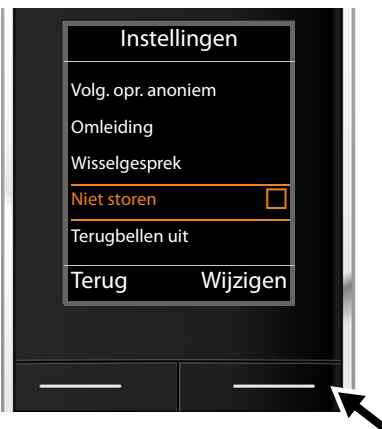 Instellingen
Volg. opr. anoniem
Omleiding
Wisselgesprek
Niet storen
Terugbellen uit
Terug Wijzigen